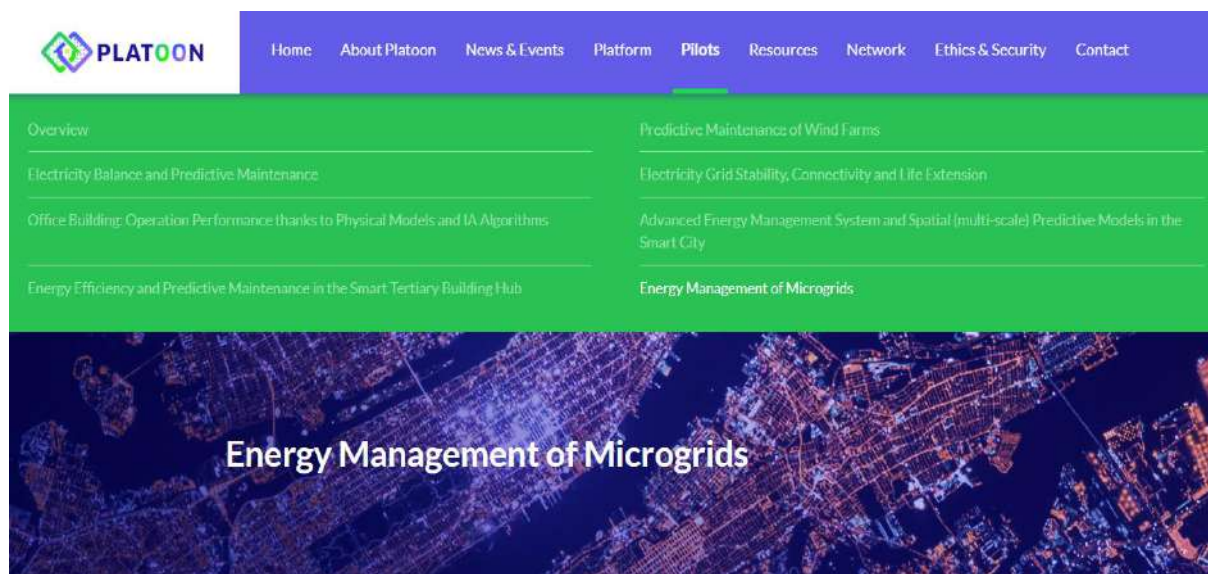 PLATOON
Home
About Platoon
News & Events
Platform
Pilots
Resources
Network
Ethics & Security
Contact
Overview
Predictive Maintenance of Wind Farms
Electricity Balance and Predictive Maintenance
Electricity Grid Stability, Connectivity and Life Extension
Office Building: Operation Performance thanks to Physical Models and IA Algorithms
Advanced Energy Management System and Spatial (multi-scale) Predictive Models in the
Smart City
Energy Efficiency and Predictive Maintenance in the Smart Tertiary Building Hub
Energy Management of Microgrids
Energy Management of Microgrids